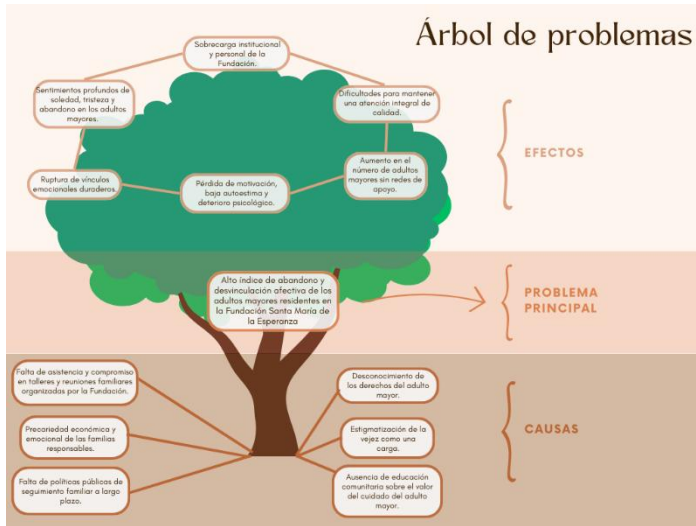 Árbol de problemas
Sobrecarga institucional
y personal de la
Fundación.
Sentimientos profundos de
soledad, tristeza y
abandono en los adultos
mayores.
Dificultades para mantener
una atención integral de
calidad.
EFECTOS
Ruptura de vínculos
emocionales duraderos.
Pérdida de motivación,
baja autoestima y
deterioro psicológico.
Aumento en el
número de adultos
mayores sin redes de
apoyo.
Alto índice de abandono y
desvinculación afectiva de los
adultos mayores residentes en
la Fundación Santa María de
la Esperanza
PROBLEMA
PRINCIPAL
Falta de asistencia y compromiso
en talleres y reuniones familiares
organizadas por la Fundación.
Desconocimiento de
los derechos del adulto
mayor.
Precariedad económica y
emocional de las familias
responsables.
Estigmatización de la
vejez como una
carga.
CAUSAS
Falta de políticas públicas de
seguimiento familiar a largo
plazo.
Ausencia de educación
comunitaria sobre el valor
del cuidado del adulto
mayor.